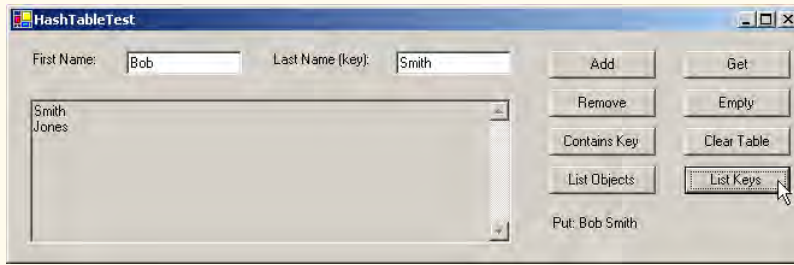 HashTableTest
First Name: Bob Last Name (key): Smith Add Get
Remove Empty
Smith
Jones
Contains Key Clear Table
List Objects List Keys
Put: Bob Smith